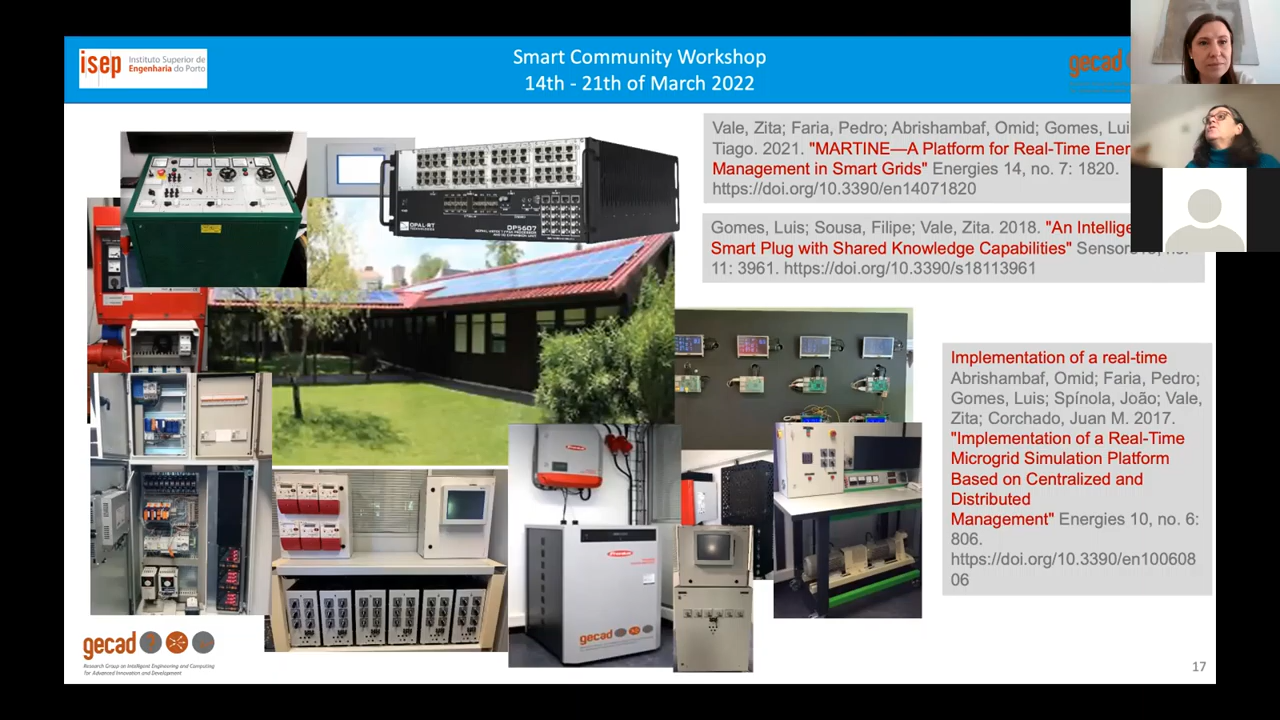 isep Instituto Superior de
Engenharia do Porto
Smart Community Workshop
14th - 21th of March 2022
gecad
Vale, Zita; Faria, Pedro; Abrishambaf, Omid; Gomes, Lui
Tiago. 2021. "MARTINE—A Platform for Real-Time Ener
Management in Smart Grids" Energies 14, no. 7: 1820.
https://doi.org/10.3390/en14071820
Gomes, Luis; Sousa, Filipe; Vale, Zita. 2018. "An Intellige
Smart Plug with Shared Knowledge Capabilities" Sensors
11: 3961. https://doi.org/10.3390/s18113961
OPAL-RT
OP5607
Implementation of a real-time
Abrishambaf, Omid; Faria, Pedro;
Gomes, Luis; Spínola, João; Vale,
Zita; Corchado, Juan M. 2017.
"Implementation of a Real-Time
Microgrid Simulation Platform
Based on Centralized and
Distributed
Management" Energies 10, no. 6:
806.
https://doi.org/10.3390/en100608
06
Fronius
gecad
gecad
Research Group on Intelligent Engineering and Computing
for Advanced Innovation and Development
17